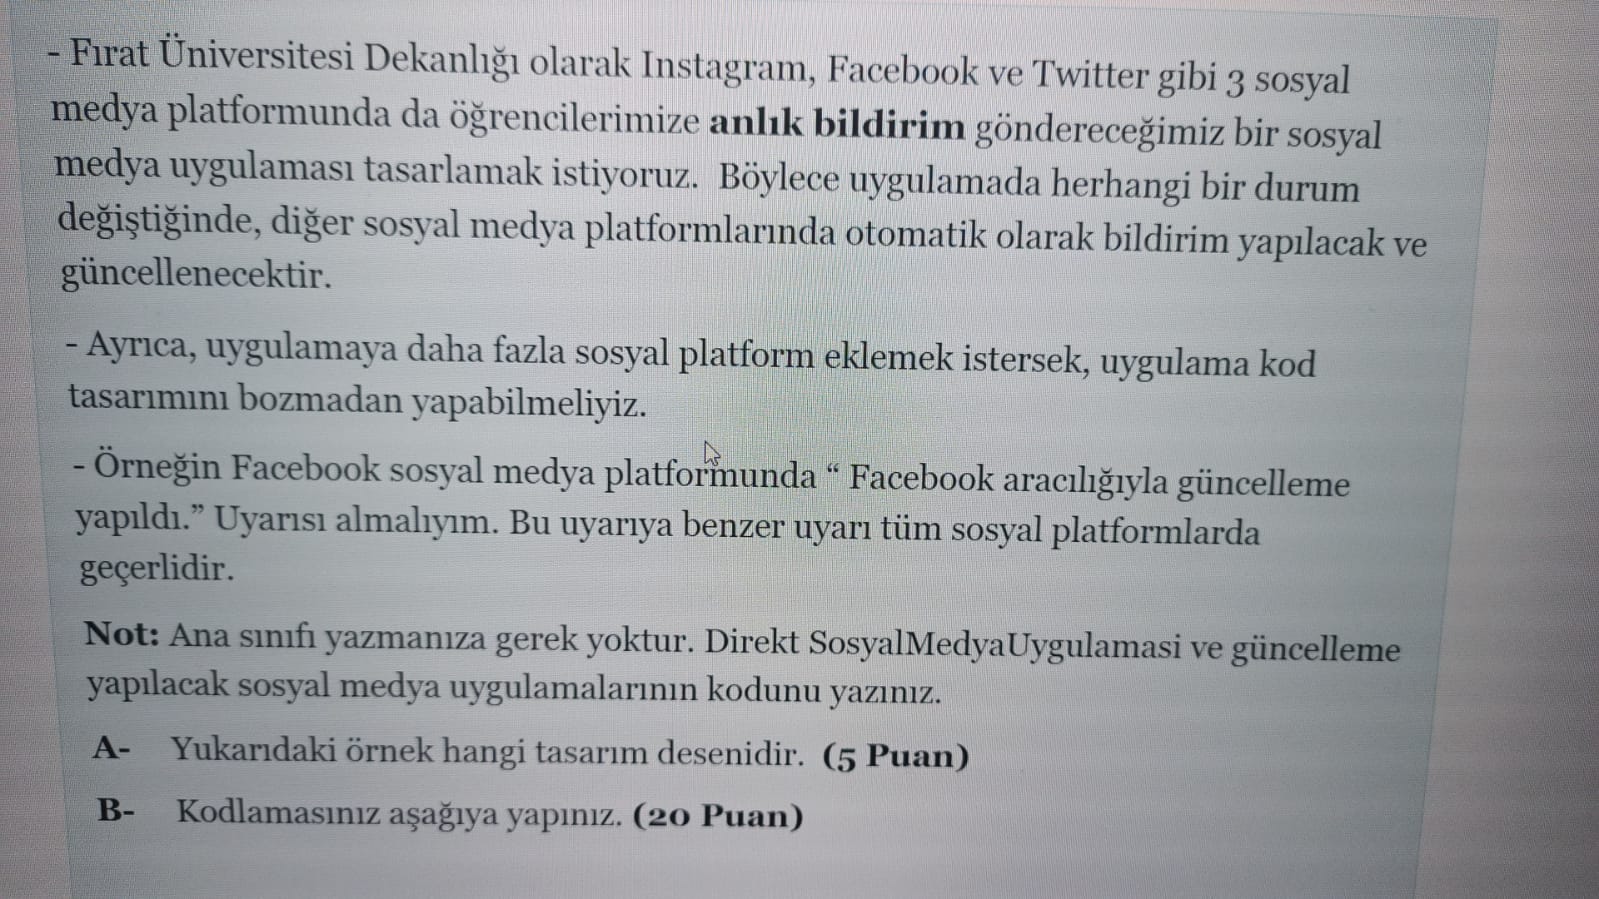 - Fırat Üniversitesi Dekanlığı olarak Instagram, Facebook ve Twitter gibi 3 sosyal
medya platformunda da öğrencilerimize anlık bildirim göndereceğimiz bir sosyal
medya uygulaması tasarlamak istiyoruz. Böylece uygulamada herhangi bir durum
değiştiğinde, diğer sosyal medya platformlarında otomatik olarak bildirim yapılacak ve
güncellenecektir.
- Ayrıca, uygulamaya daha fazla sosyal platform eklemek istersek, uygulama kod
tasarımını bozmadan yapabilmeliyiz.
- Örneğin Facebook sosyal medya platformunda “ Facebook aracılığıyla güncelleme
yapıldı.” Uyarısı almalıyım. Bu uyarıya benzer uyarı tüm sosyal platformlarda
geçerlidir.
Not: Ana sınıfı yazmanıza gerek yoktur. Direkt SosyalMedyaUygulamasi ve güncelleme
yapılacak sosyal medya uygulamalarının kodunu yazınız.
A- Yukarıdaki örnek hangi tasarım desenidir. (5 Puan)
B- Kodlamasınız aşağıya yapınız. (20 Puan)